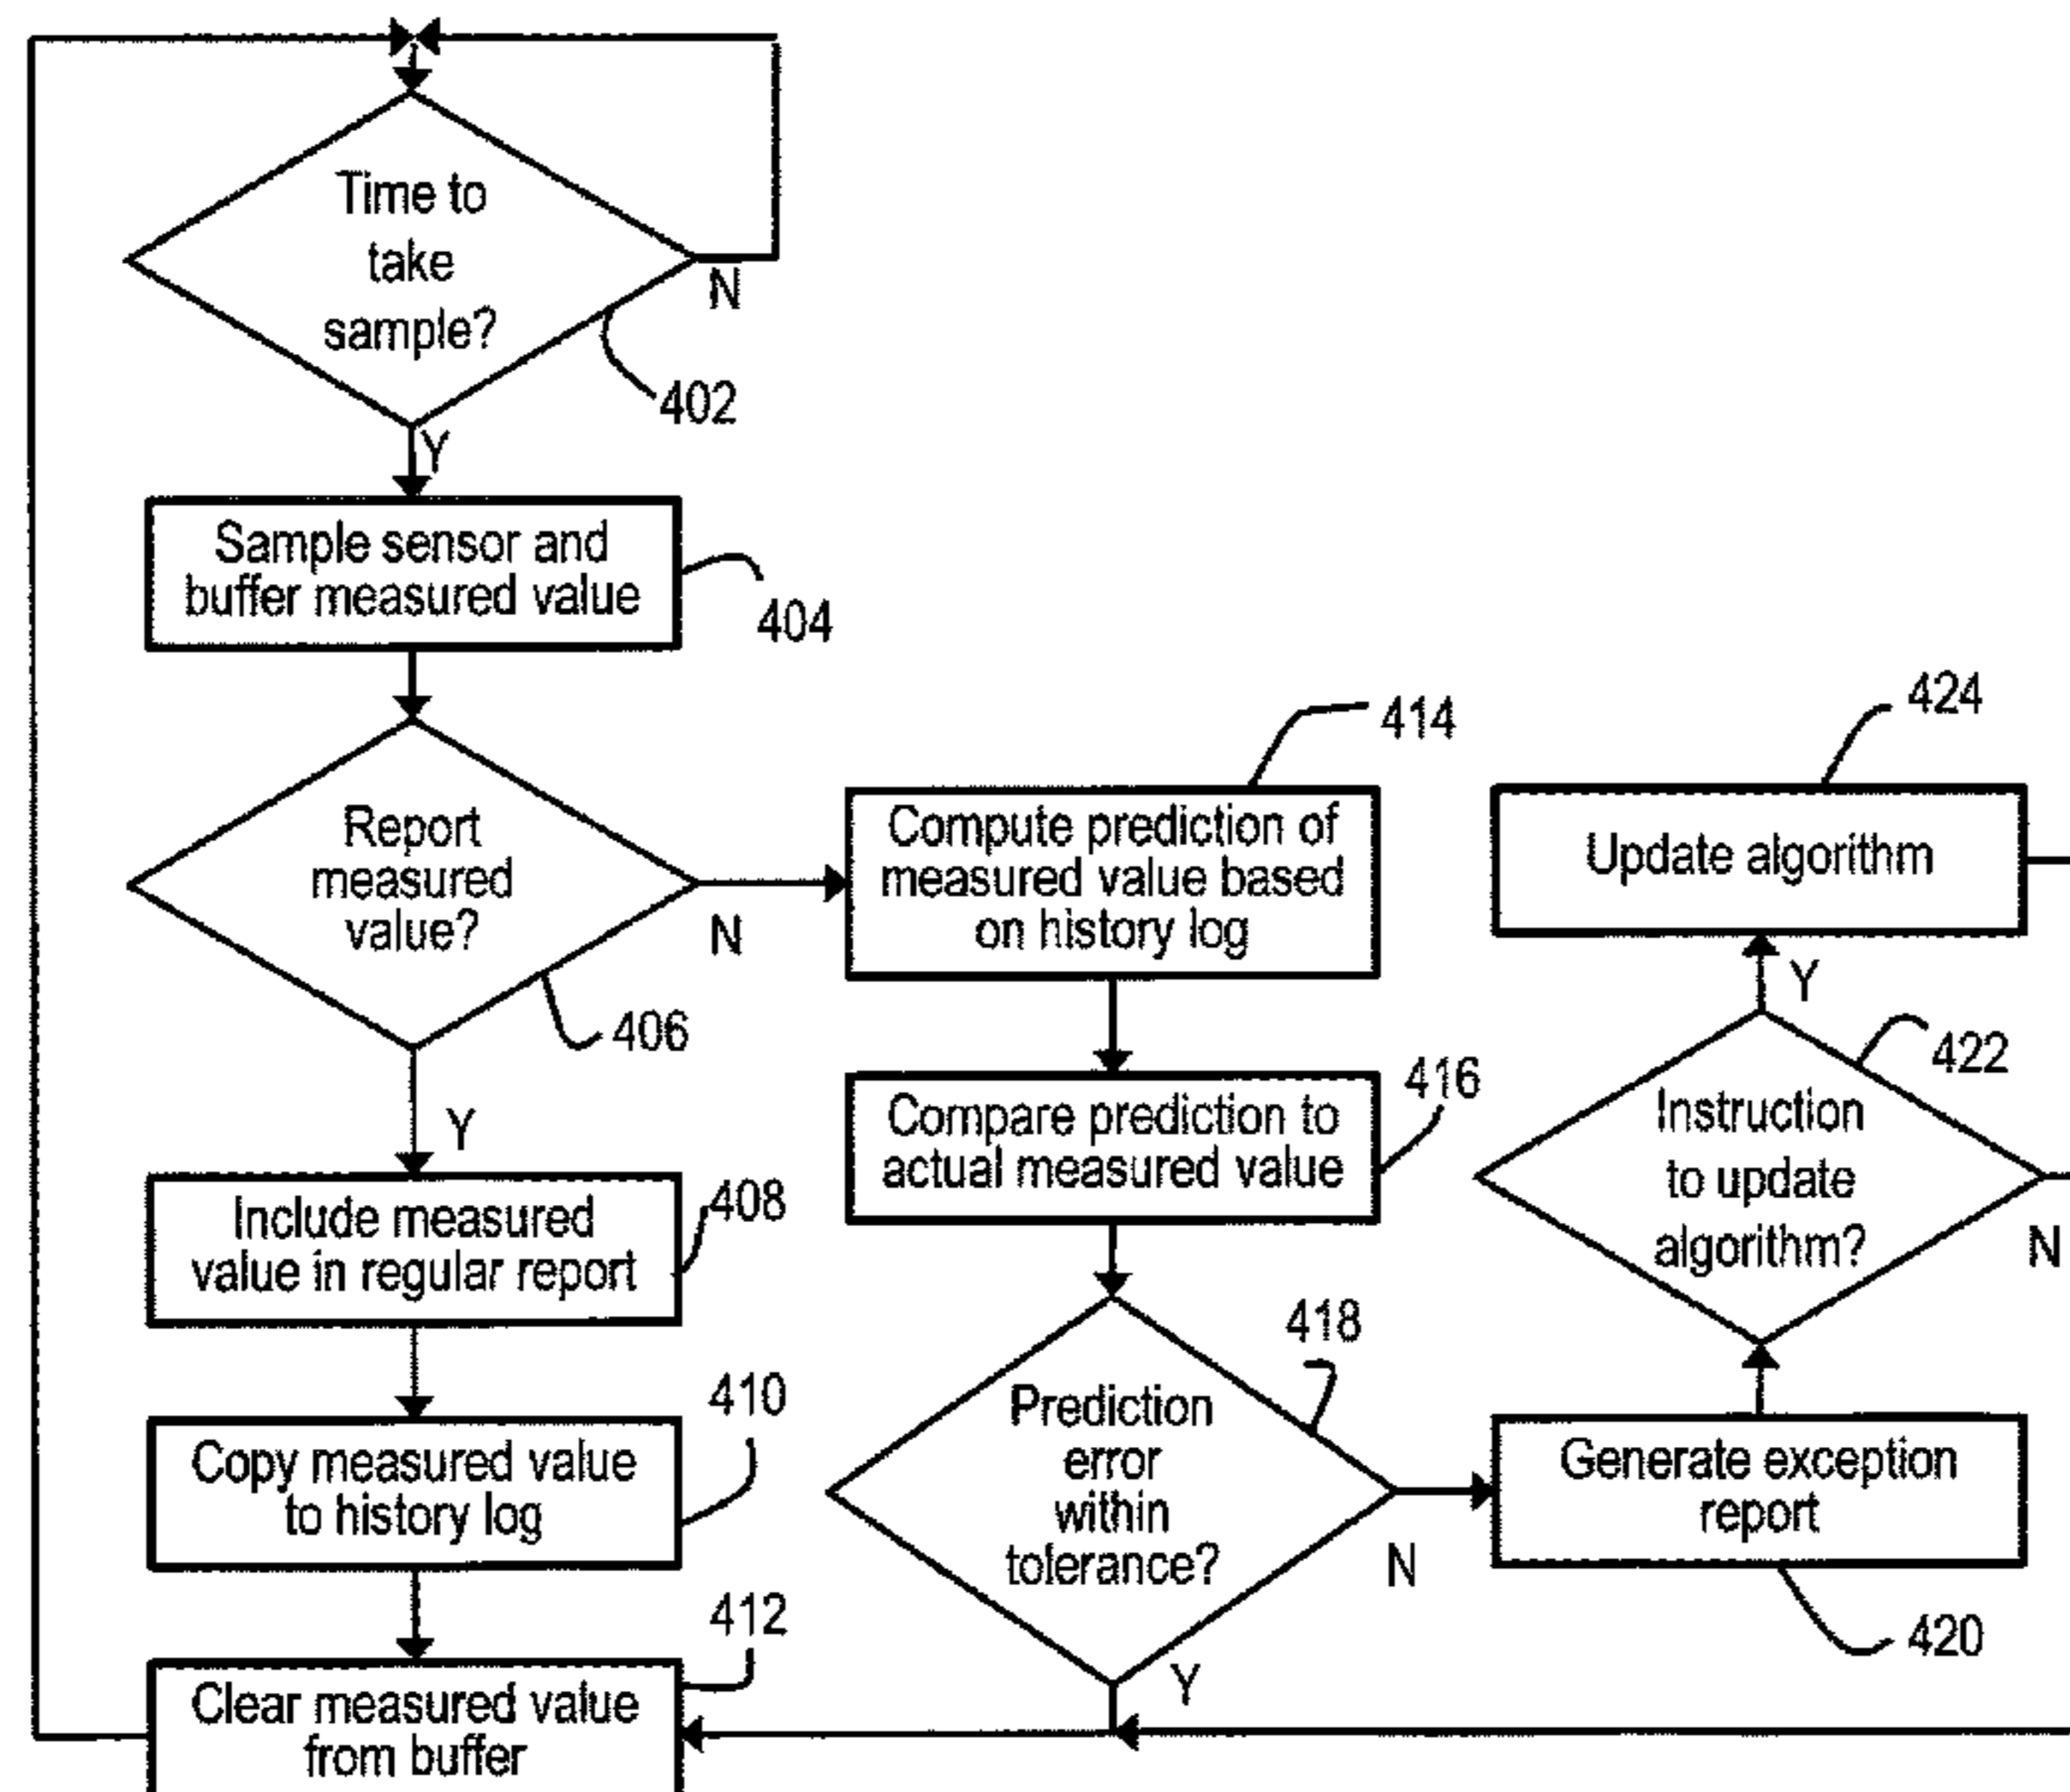 Time to
take
sample?
N
402
Y
Sample sensor and
buffer measured value
404
Report
measured
value?
N
406
Y
Include measured
value in regular report
408
Copy measured value
to history log
410
Clear measured value
from buffer
412
Compute prediction of
measured value based
on history log
414
Compare prediction to
actual measured value
416
Prediction
error
within
tolerance?
418
N
Y
Generate exception
report
420
Instruction
to update
algorithm?
422
N
Y
Update algorithm
424